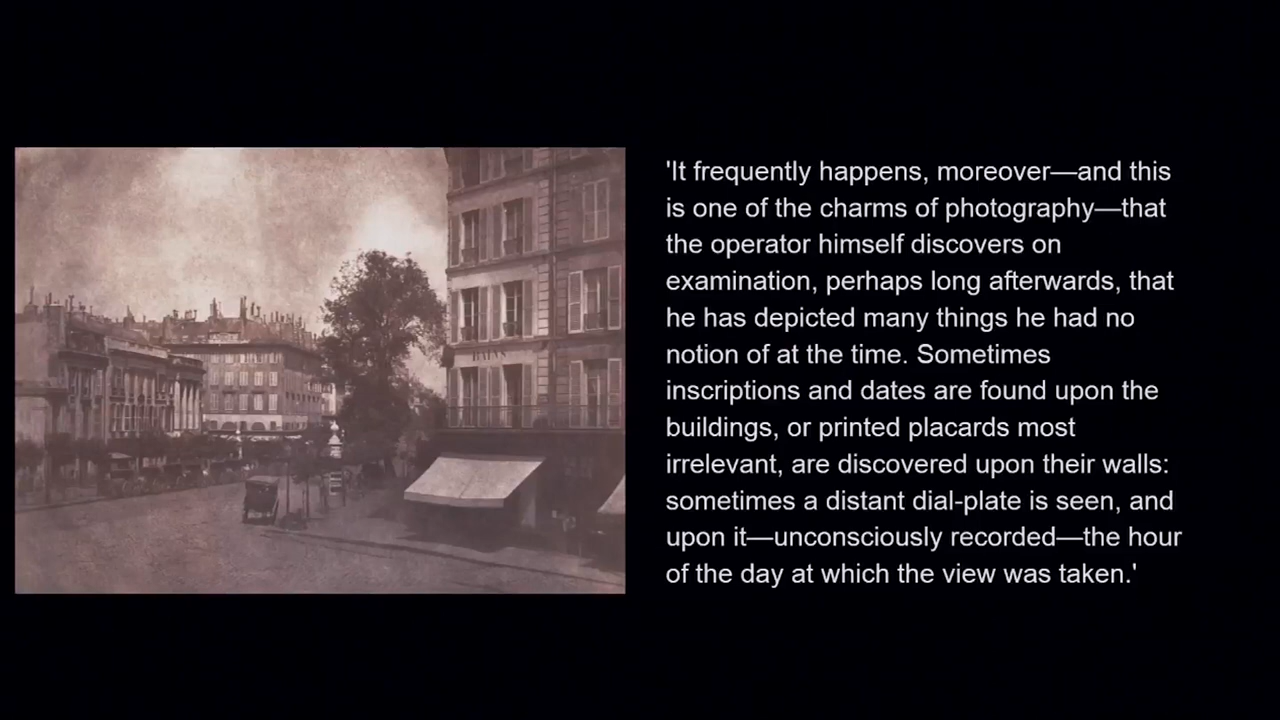 BAINS
'It frequently happens, moreover—and this
is one of the charms of photography—that
the operator himself discovers on
examination, perhaps long afterwards, that
he has depicted many things he had no
notion of at the time. Sometimes
inscriptions and dates are found upon the
buildings, or printed placards most
irrelevant, are discovered upon their walls:
sometimes a distant dial-plate is seen, and
upon it—unconsciously recorded—the hour
of the day at which the view was taken.'